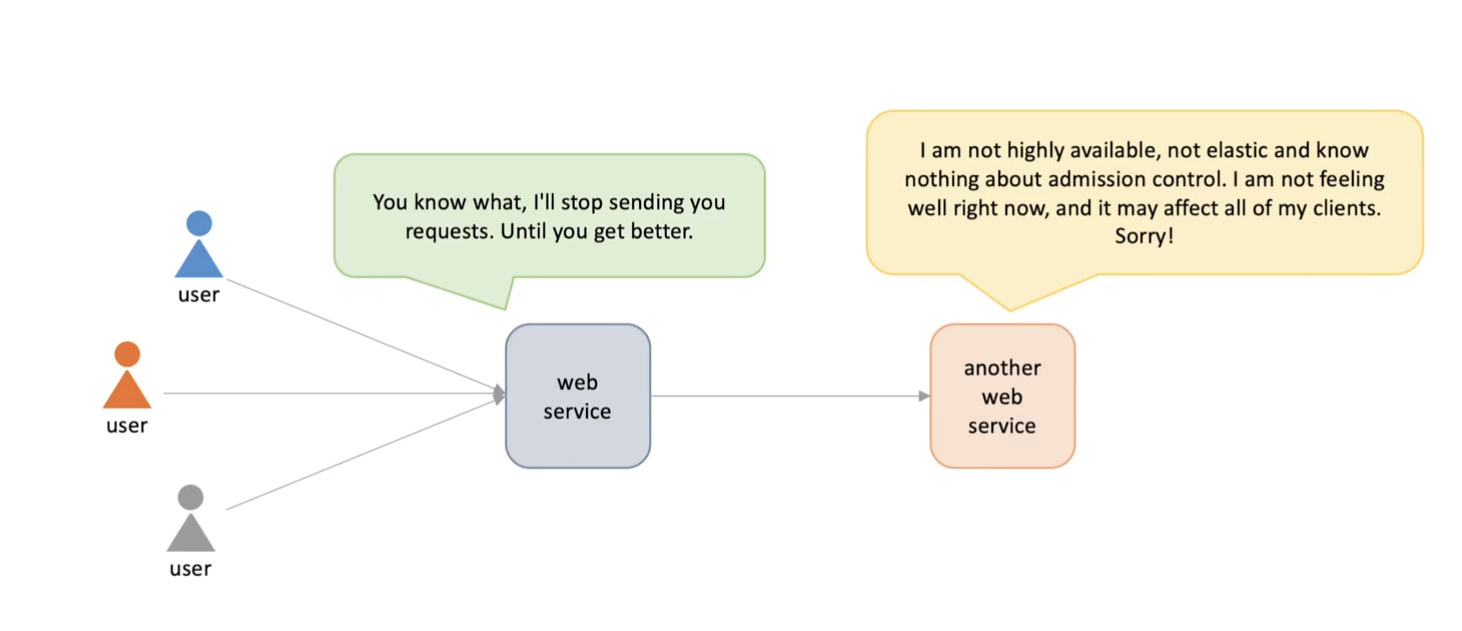 I am not highly available, not elastic and know
nothing about admission control. I am not feeling
well right now, and it may affect all of my clients.
Sorry!
You know what, I'll stop sending you
requests. Until you get better.
user
user
user
web
service
another
web
service